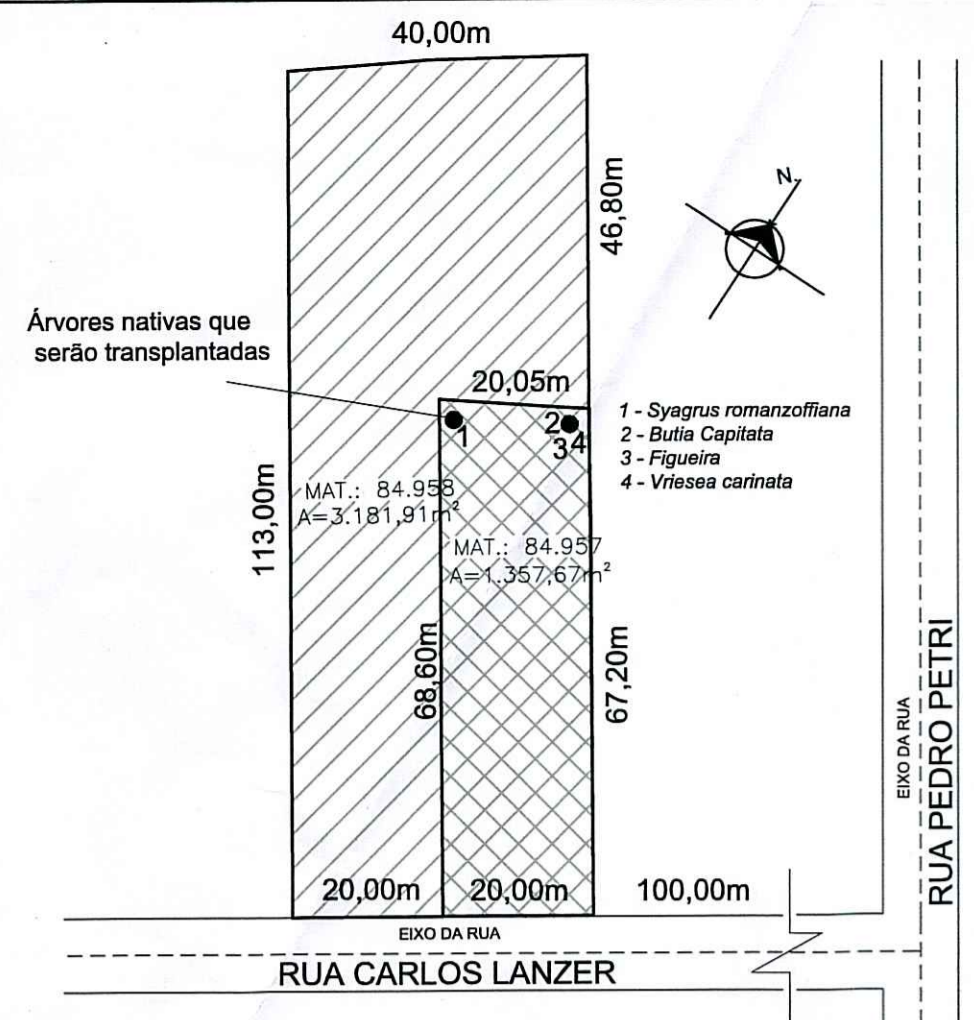 40,00m
46,80m
N.
Árvores nativas que
serão transplantadas
20,05m
1
2
3
4
1 - Syagrus romanzoffiana
2 - Butia Capitata
3 - Figueira
4 - Vriesea carinata
113,00m
MAT.: 84.958
A=3.181,91m²
MAT.: 84.957
A=1.357,67m²
68,60m
67,20m
20,00m
20,00m
100,00m
EIXO DA RUA
RUA CARLOS LANZER
EIXO DA RUA
RUA PEDRO PETRI